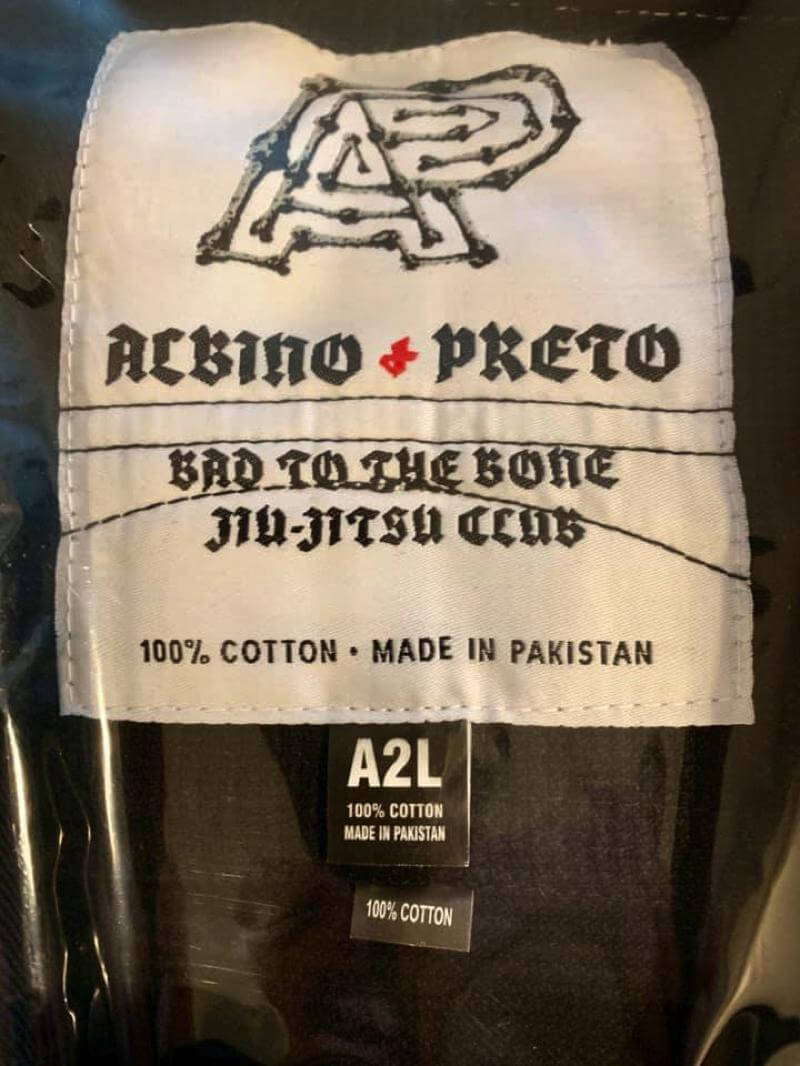 AP
ALBINO & PRETO
BAD TO THE BONE
JIU-JITSU CLUB
100% COTTON • MADE IN PAKISTAN
A2L
100% COTTON
MADE IN PAKISTAN
100% COTTON